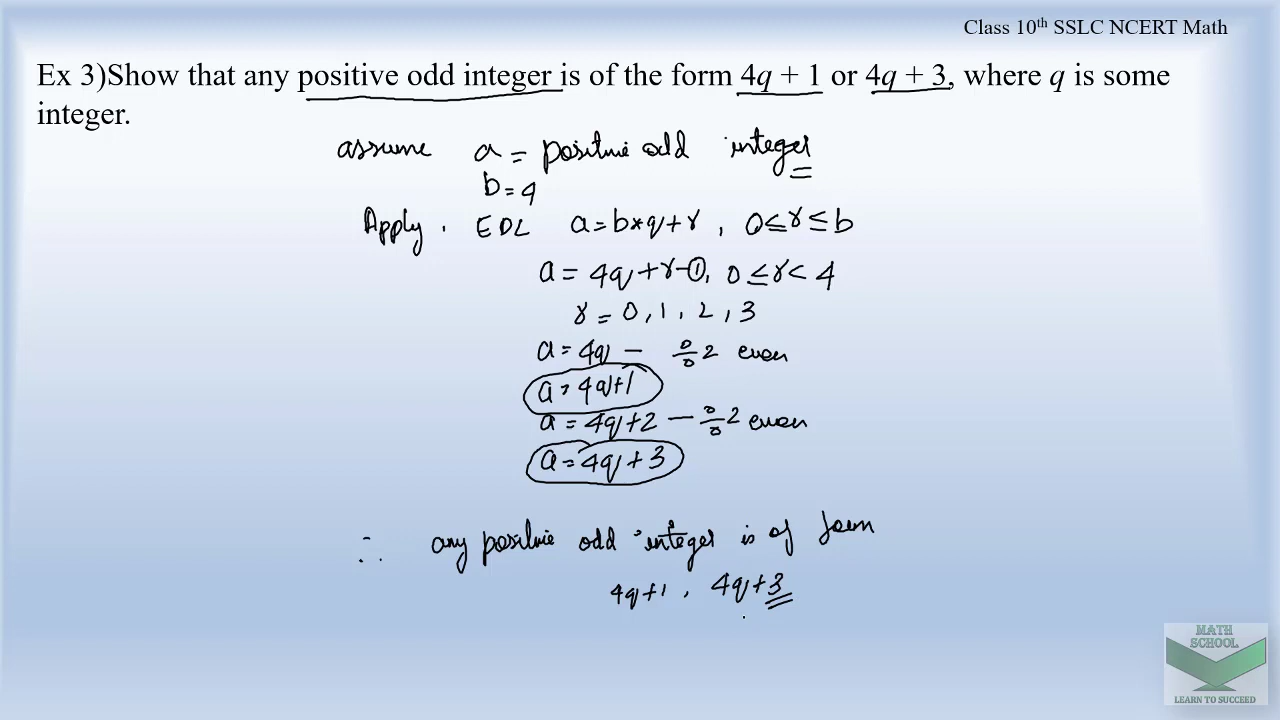 Class 10th SSLC NCERT Math
Ex 3)Show that any positive odd integer is of the form 4q + 1 or 4q + 3, where q is some
integer.
assume a = positive odd integer
b = 4
Apply . EDL a = b*q+r , 0 ≤ r ≤ b
a = 4q + r - ①, 0 ≤ r < 4
r = 0, 1, 2, 3
a = 4q — % 2 even
a = 4q+1
a = 4q+2 — % 2 even
a = 4q + 3
∴ any positive odd integer is of form
4q+1 , 4q+3
MATH
SCHOOL
LEARN TO SUCCEED